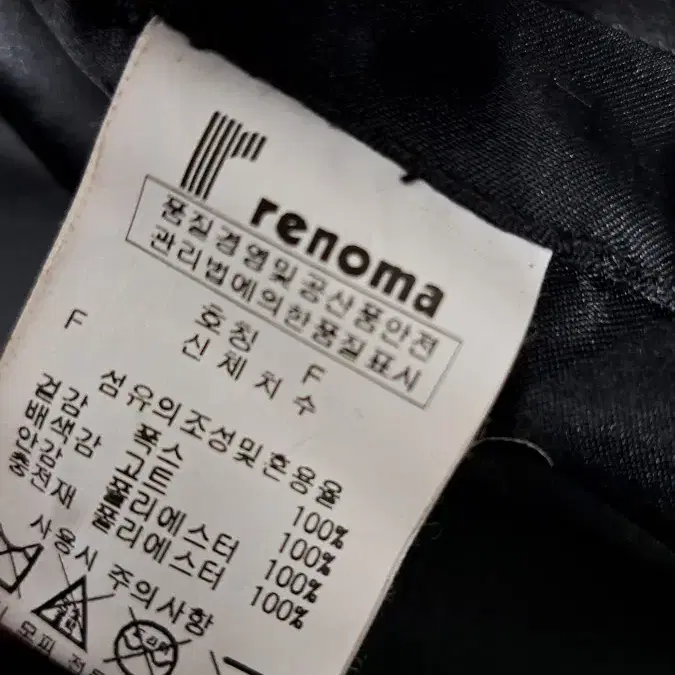 renoma
품질경영및공산품안전
관리법에의한품질표시
호칭 F
F 신체치수
섬유의조성및혼용율
겉감 폭스 100%
배색감 고트 100%
안감 폴리에스터 100%
충전재 폴리에스터 100%
사용시 주의사항
모피 전